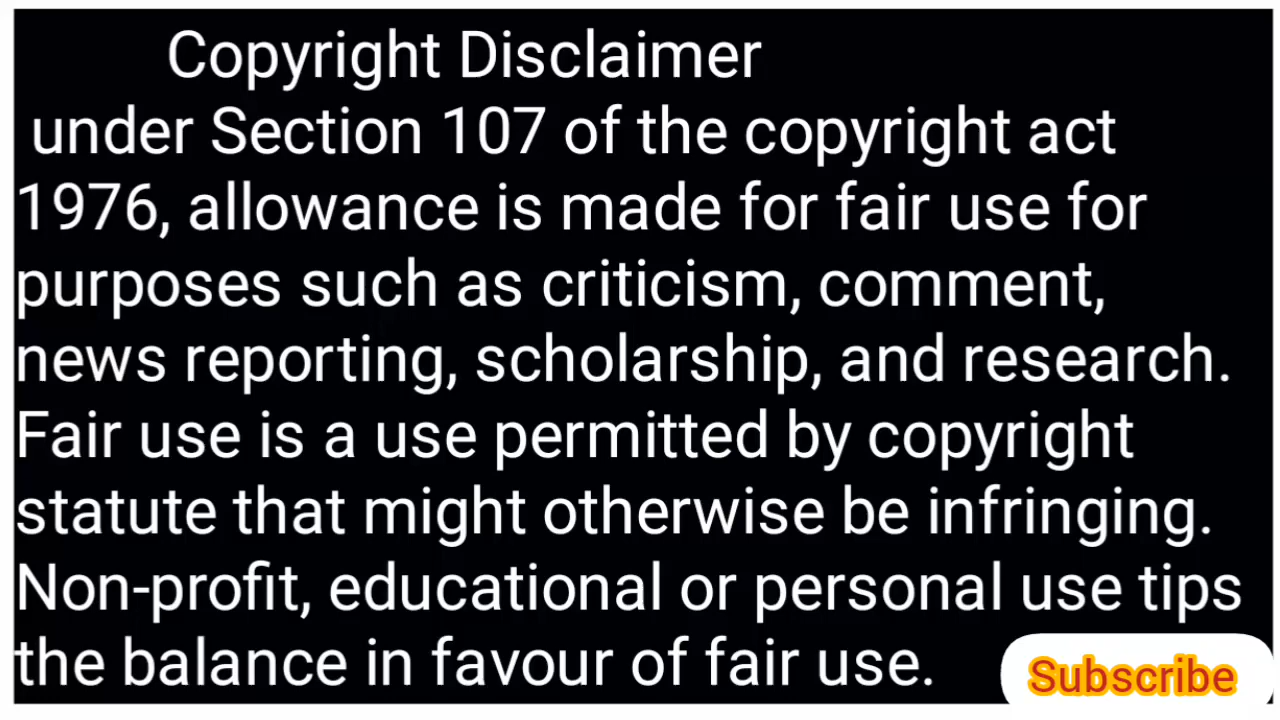 Copyright Disclaimer
under Section 107 of the copyright act
1976, allowance is made for fair use for
purposes such as criticism, comment,
news reporting, scholarship, and research.
Fair use is a use permitted by copyright
statute that might otherwise be infringing.
Non-profit, educational or personal use tips
the balance in favour of fair use.
Subscribe